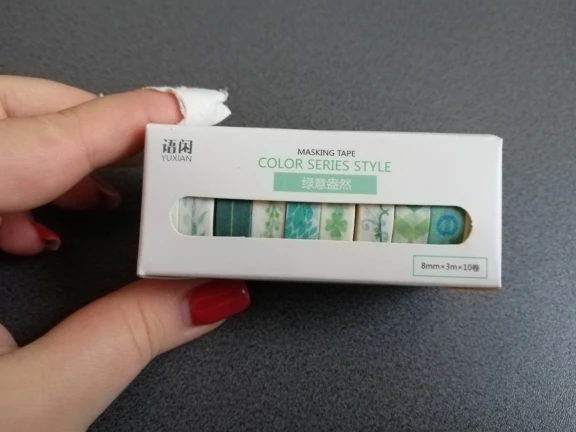 语闲
YUXIAN
MASKING TAPE
COLOR SERIES STYLE
绿意盎然
8mm×3m×10卷